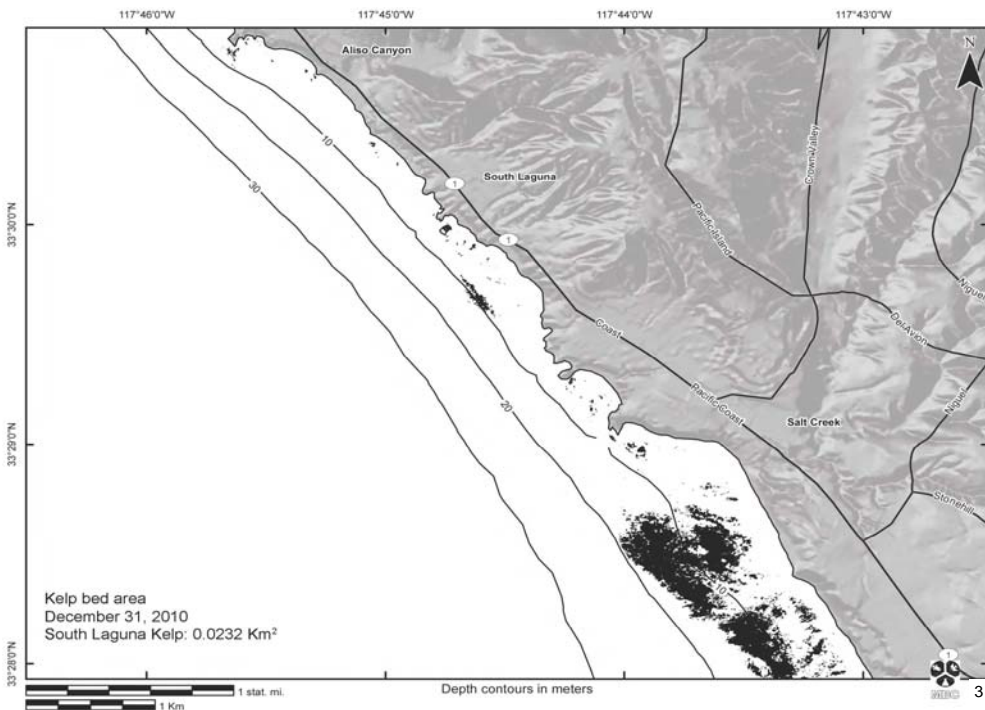 117°46'0"W
117°45'0"W
117°44'0"W
117°43'0"W
Aliso Canyon
N
Crown Valley
10
30
1
South Laguna
Pacific Island
33°30'0"N
1
Niguel
Coast
Del Avion
Pacific Coast
20
Niguel
Salt Creek
33°29'0"N
Stonehill
10
Kelp bed area
December 31, 2010
South Laguna Kelp: 0.0232 Km²
33°28'0"N
1
MBC
1 stat. mi.
Depth contours in meters
3
1 Km